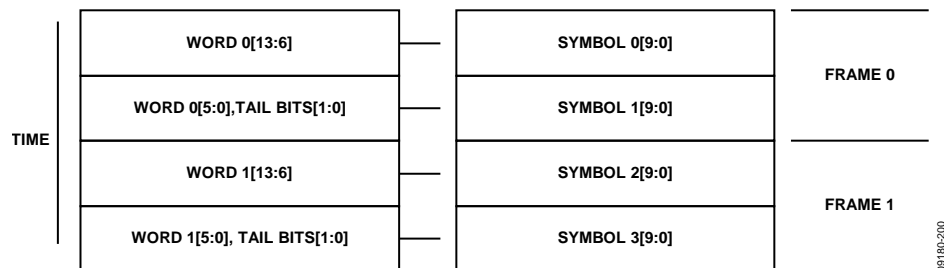 WORD 0[13:6]
SYMBOL 0[9:0]
FRAME 0
WORD 0[5:0],TAIL BITS[1:0]
SYMBOL 1[9:0]
TIME
WORD 1[13:6]
SYMBOL 2[9:0]
FRAME 1
WORD 1[5:0], TAIL BITS[1:0]
SYMBOL 3[9:0]
09180-200